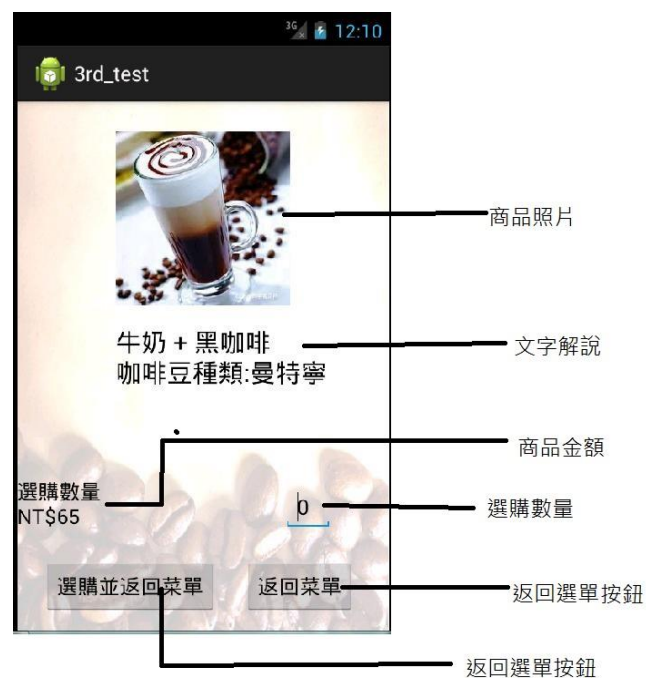 3G 12:10
3rd_test
商品照片
牛奶 + 黑咖啡
咖啡豆種類:曼特寧
文字解說
商品金額
選購數量
NT$65
0
選購數量
選購並返回菜單
返回菜單
返回選單按鈕
返回選單按鈕